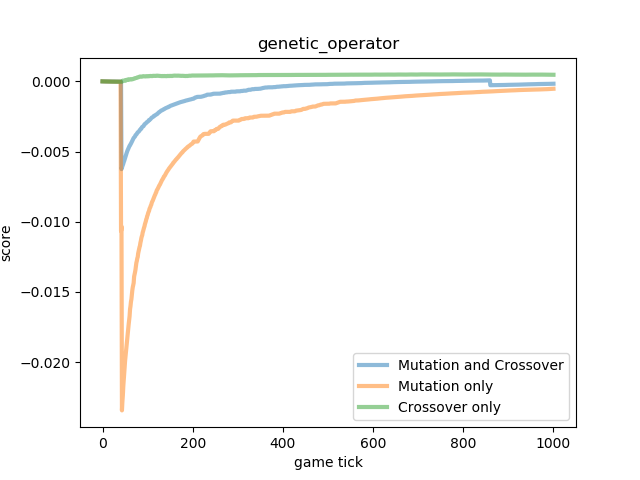 genetic_operator
0.000
−0.005
−0.010
−0.015
−0.020
score
0
200
400
600
800
1000
game tick
Mutation and Crossover
Mutation only
Crossover only